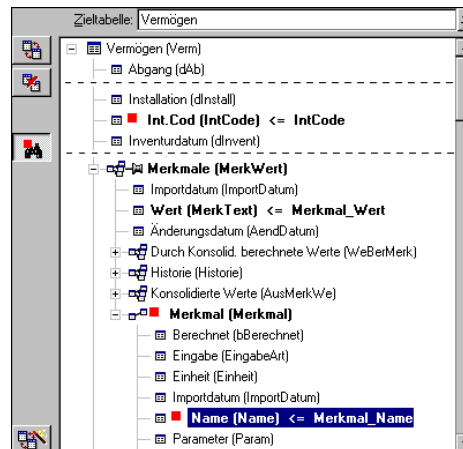 Zieltabelle: Vermögen
Vermögen (Verm)
Abgang (dAb)
Installation (dInstall)
Int.Cod (IntCode) <= IntCode
Inventurdatum (dInvent)
Merkmale (MerkWert)
Importdatum (ImportDatum)
Wert (MerkText) <= Merkmal_Wert
Änderungsdatum (AendDatum)
Durch Konsolid. berechnete Werte (WeBerMerk)
Historie (Historie)
Konsolidierte Werte (AusMerkWe)
Merkmal (Merkmal)
Berechnet (bBerechnet)
Eingabe (EingabeArt)
Einheit (Einheit)
Importdatum (ImportDatum)
Name (Name) <= Merkmal_Name
Parameter (Param)